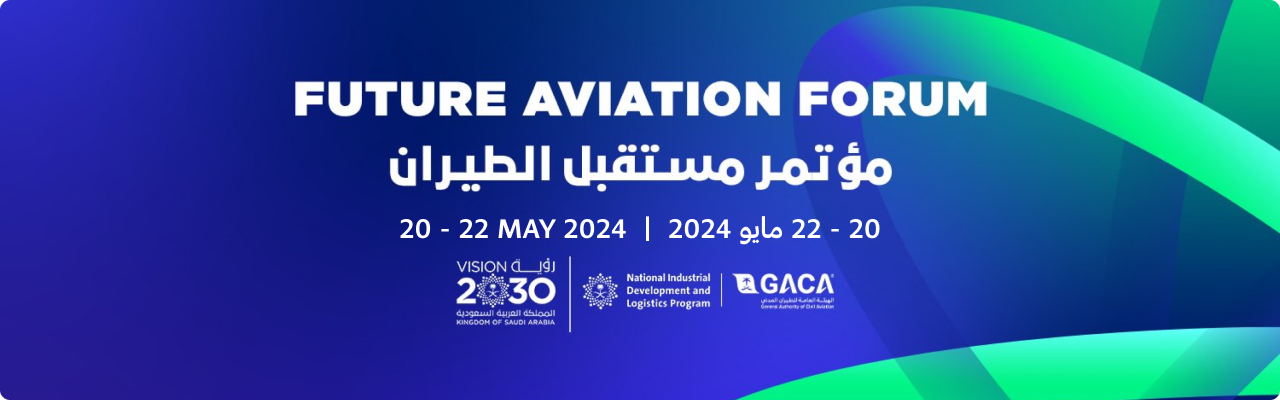 FUTURE AVIATION FORUM
مؤتمر مستقبل الطيران
20 - 22 MAY 2024 | 20 - 22 مايو 2024
VISION رؤيــة
2030
المملكة العربية السعودية
KINGDOM OF SAUDI ARABIA
National Industrial
Development and
Logistics Program
GACA
الهيئة العامة للطيران المدني
General Authority of Civil Aviation